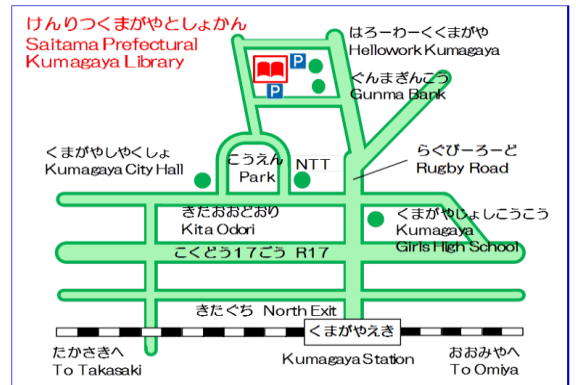 けんりつくまがやとしょかん
Saitama Prefectural
Kumagaya Library
はろーわーくくまがや
Hellowork Kumagaya
P
ぐんまぎんこう
Gunma Bank
P
くまがやしやくしょ
Kumagaya City Hall
こうえん
Park
NTT
らぐびーろーど
Rugby Road
きたおおどおり
Kita Odori
くまがやじょしこうこう
Kumagaya
Girls High School
こくどう17ごう R17
きたぐち North Exit
くまがやえき
Kumagaya Station
たかさきへ
To Takasaki
おおみやへ
To Omiya